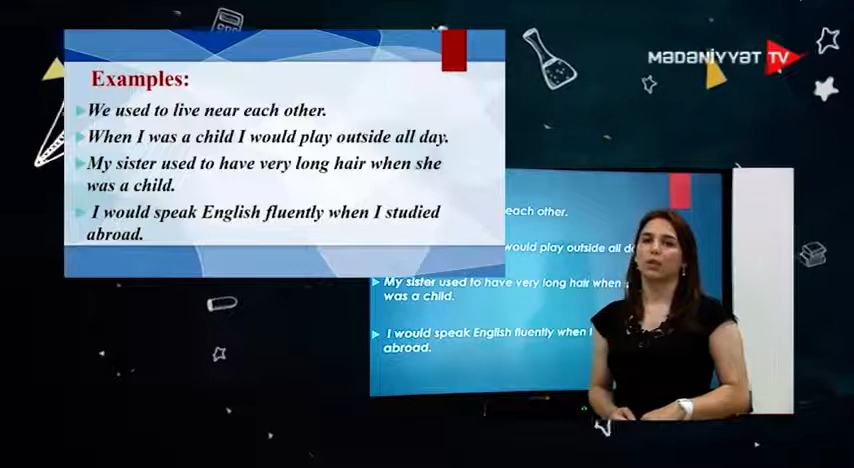 Examples:
We used to live near each other.
When I was a child I would play outside all day.
My sister used to have very long hair when she
was a child.
I would speak English fluently when I studied
abroad.
MƏDƏNİYYƏT TV
each other.
would play outside all
My sister used to have very long hair when
was a child.
I would speak English fluently when
abroad.